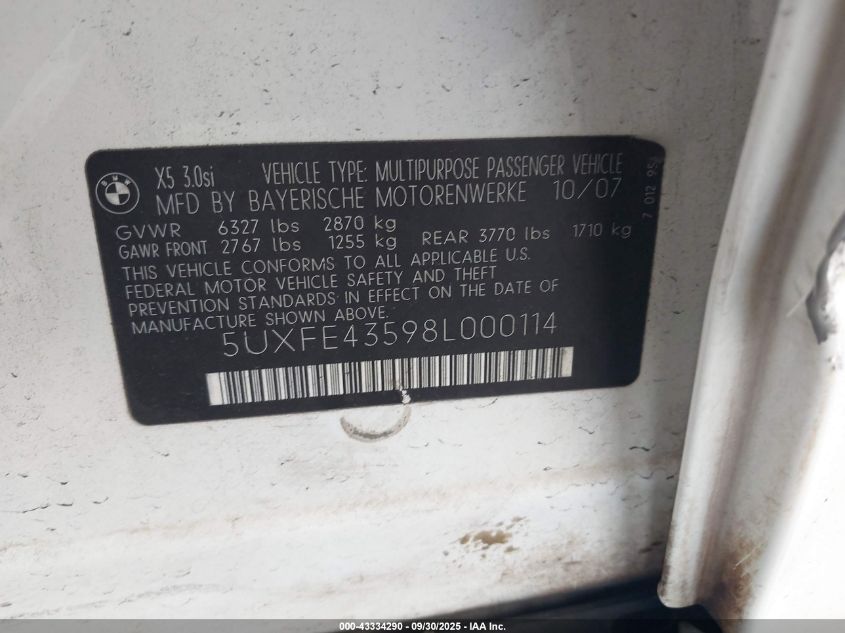 BMW
X5 3.0si VEHICLE TYPE: MULTIPURPOSE PASSENGER VEHICLE
MFD BY BAYERISCHE MOTORENWERKE 10/07
GVWR 6327 lbs 2870 kg
GAWR FRONT 2767 lbs 1255 kg REAR 3770 lbs 1710 kg
THIS VEHICLE CONFORMS TO ALL APPLICABLE U.S.
FEDERAL MOTOR VEHICLE SAFETY AND THEFT
PREVENTION STANDARDS IN EFFECT ON THE DATE OF
MANUFACTURE SHOWN ABOVE.
5UXFE43598L000114
7 012 95
000-43334290 - 09/30/2025 - IAA Inc.